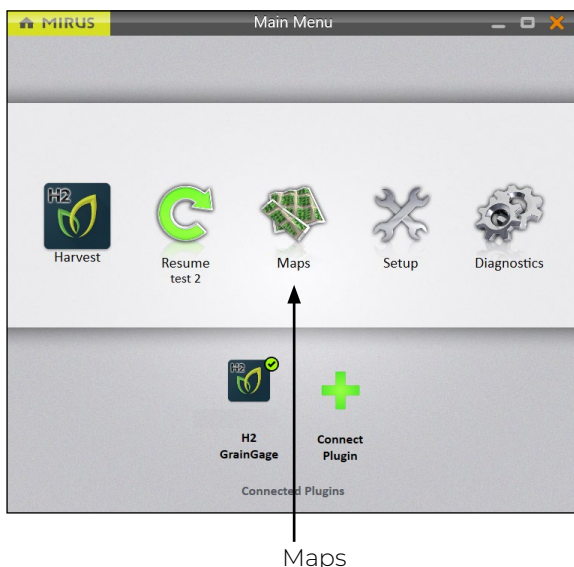 MIRUS
Main Menu
H2
Harvest
Resume
test 2
Maps
Setup
Diagnostics
H2
H2
GrainGage
Connect
Plugin
Connected Plugins
Maps